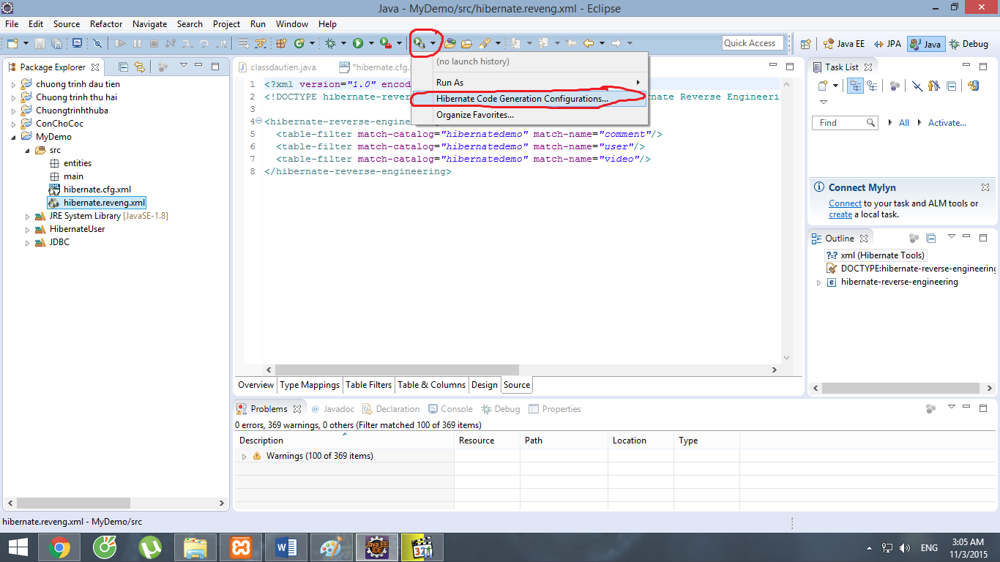 Java - MyDemo/src/hibernate.reveng.xml - Eclipse
File Edit Source Refactor Navigate Search Project Run Window Help
Quick Access
Java EE
JPA
Java
Debug
Package Explorer
chuong trinh dau tien
Chuong trinh thu hai
Chuongtrinhthuba
ConChoCoc
MyDemo
src
entities
main
hibernate.cfg.xml
hibernate.reveng.xml
JRE System Library [JavaSE-1.8]
HibernateUser
JDBC
classdautien.java
*hibernate.cfg.
(no launch history)
Run As
Hibernate Code Generation Configurations...
Organize Favorites...
1 <?xml version="1.0" encod
2 <!DOCTYPE hibernate-rever rnate Reverse Engineerin
3
4 <hibernate-reverse-engine
5 <table-filter match-catalog="hibernatedemo" match-name="comment"/>
6 <table-filter match-catalog="hibernatedemo" match-name="user"/>
7 <table-filter match-catalog="hibernatedemo" match-name="video"/>
8 </hibernate-reverse-engineering>
Overview Type Mappings Table Filters Table & Columns Design Source
Task List
Find
All
Activate...
Connect Mylyn
Connect to your task and ALM tools or
create a local task.
Outline
xml (Hibernate Tools)
DOCTYPE:hibernate-reverse-engineering
hibernate-reverse-engineering
Problems @ Javadoc Declaration Console Debug Properties
0 errors, 369 warnings, 0 others (Filter matched 100 of 369 items)
Description Resource Path Location Type
Warnings (100 of 369 items)
hibernate.reveng.xml - MyDemo/src
Java EE
IDE
321
ENG
3:05 AM
11/3/2015